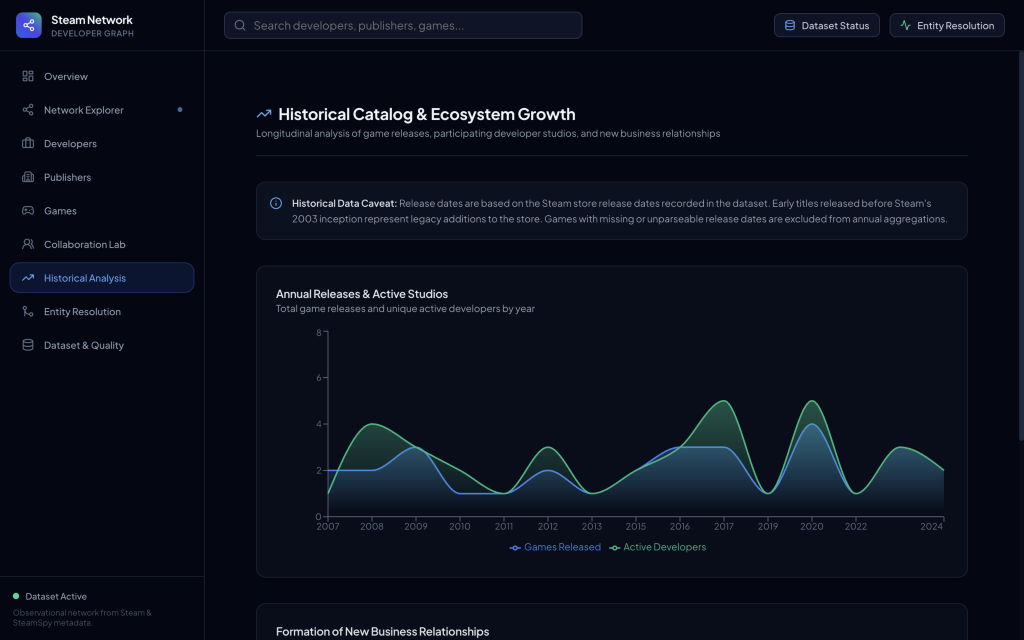 Steam Network
DEVELOPER GRAPH
Search developers, publishers, games...
Dataset Status
Entity Resolution
Overview
Network Explorer
Developers
Publishers
Games
Collaboration Lab
Historical Analysis
Entity Resolution
Dataset & Quality
Dataset Active
Observational network from Steam &
SteamSpy metadata.
Historical Catalog & Ecosystem Growth
Longitudinal analysis of game releases, participating developer studios, and new business relationships
Historical Data Caveat: Release dates are based on the Steam store release dates recorded in the dataset. Early titles released before Steam's
2003 inception represent legacy additions to the store. Games with missing or unparseable release dates are excluded from annual aggregations.
Annual Releases & Active Studios
Total game releases and unique active developers by year
8
6
4
2
0
2007 2008 2009 2010 2011 2012 2013 2015 2016 2017 2019 2020 2022 2024
Games Released Active Developers
Formation of New Business Relationships